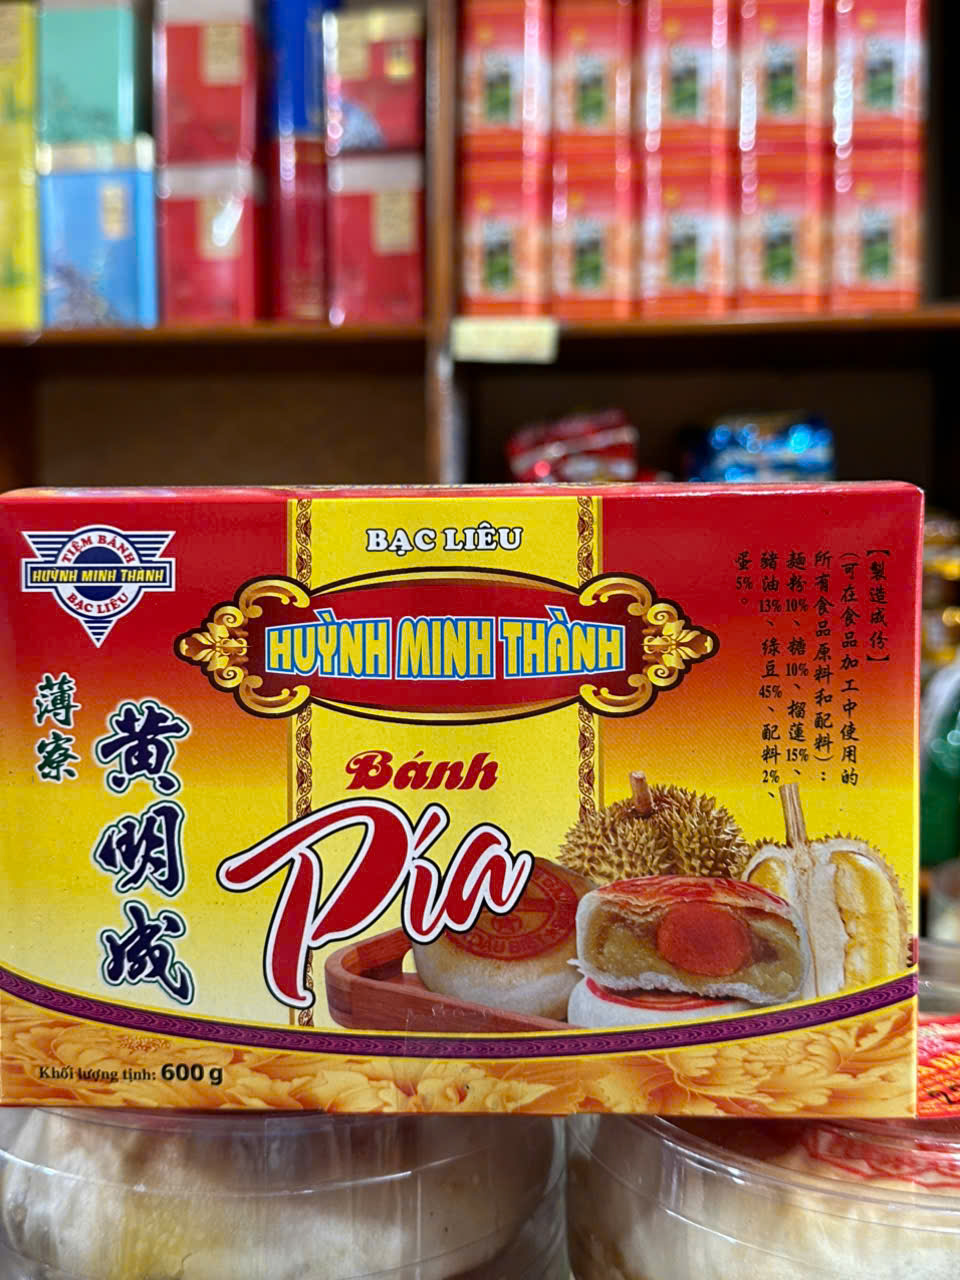 BẠC LIÊU
TIỆM BÁNH
HUỲNH MINH THÀNH
BẠC LIÊU
HUỲNH MINH THÀNH
薄寮
黃明成
Bánh
Pía
【製造成份】
（可在食品加工中使用的
所有食品原料和配料）：
麵粉10%、糖10%、榴蓮15%、
豬油13%、綠豆45%、配料2%、
蛋5%。
Khối lượng tịnh: 600 g